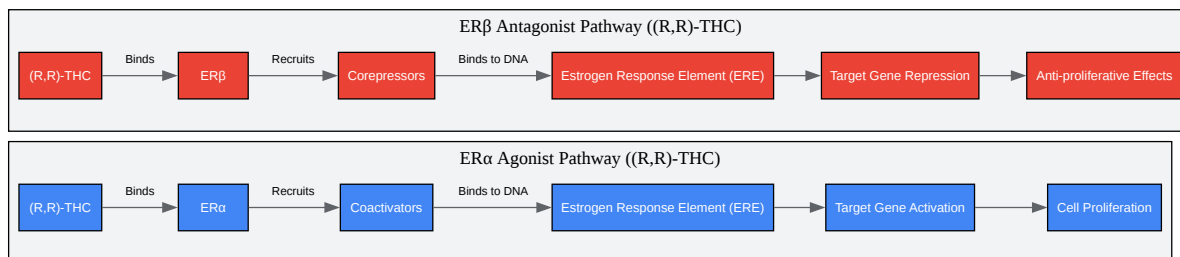 ERβ Antagonist Pathway ((R,R)-THC)
Binds
Recruits
Binds to DNA
(R,R)-THC
ERβ
Corepressors
Estrogen Response Element (ERE)
Target Gene Repression
Anti-proliferative Effects
ERα Agonist Pathway ((R,R)-THC)
Binds
Recruits
Binds to DNA
(R,R)-THC
ERα
Coactivators
Estrogen Response Element (ERE)
Target Gene Activation
Cell Proliferation